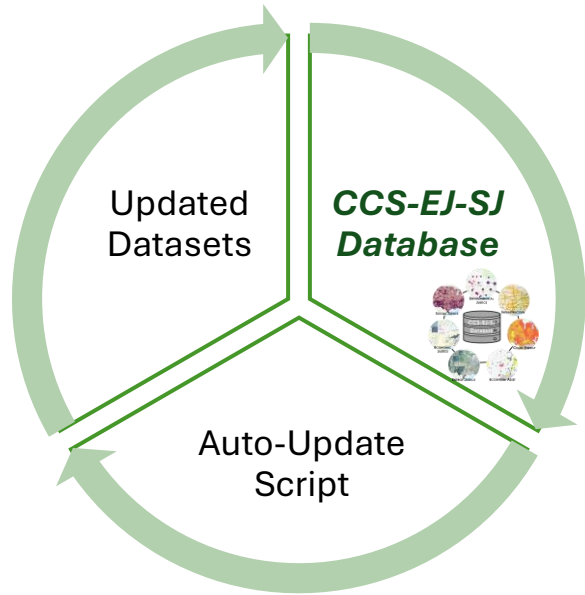 Updated
Datasets
CCS-EJ-SJ
Database
Auto-Update
Script